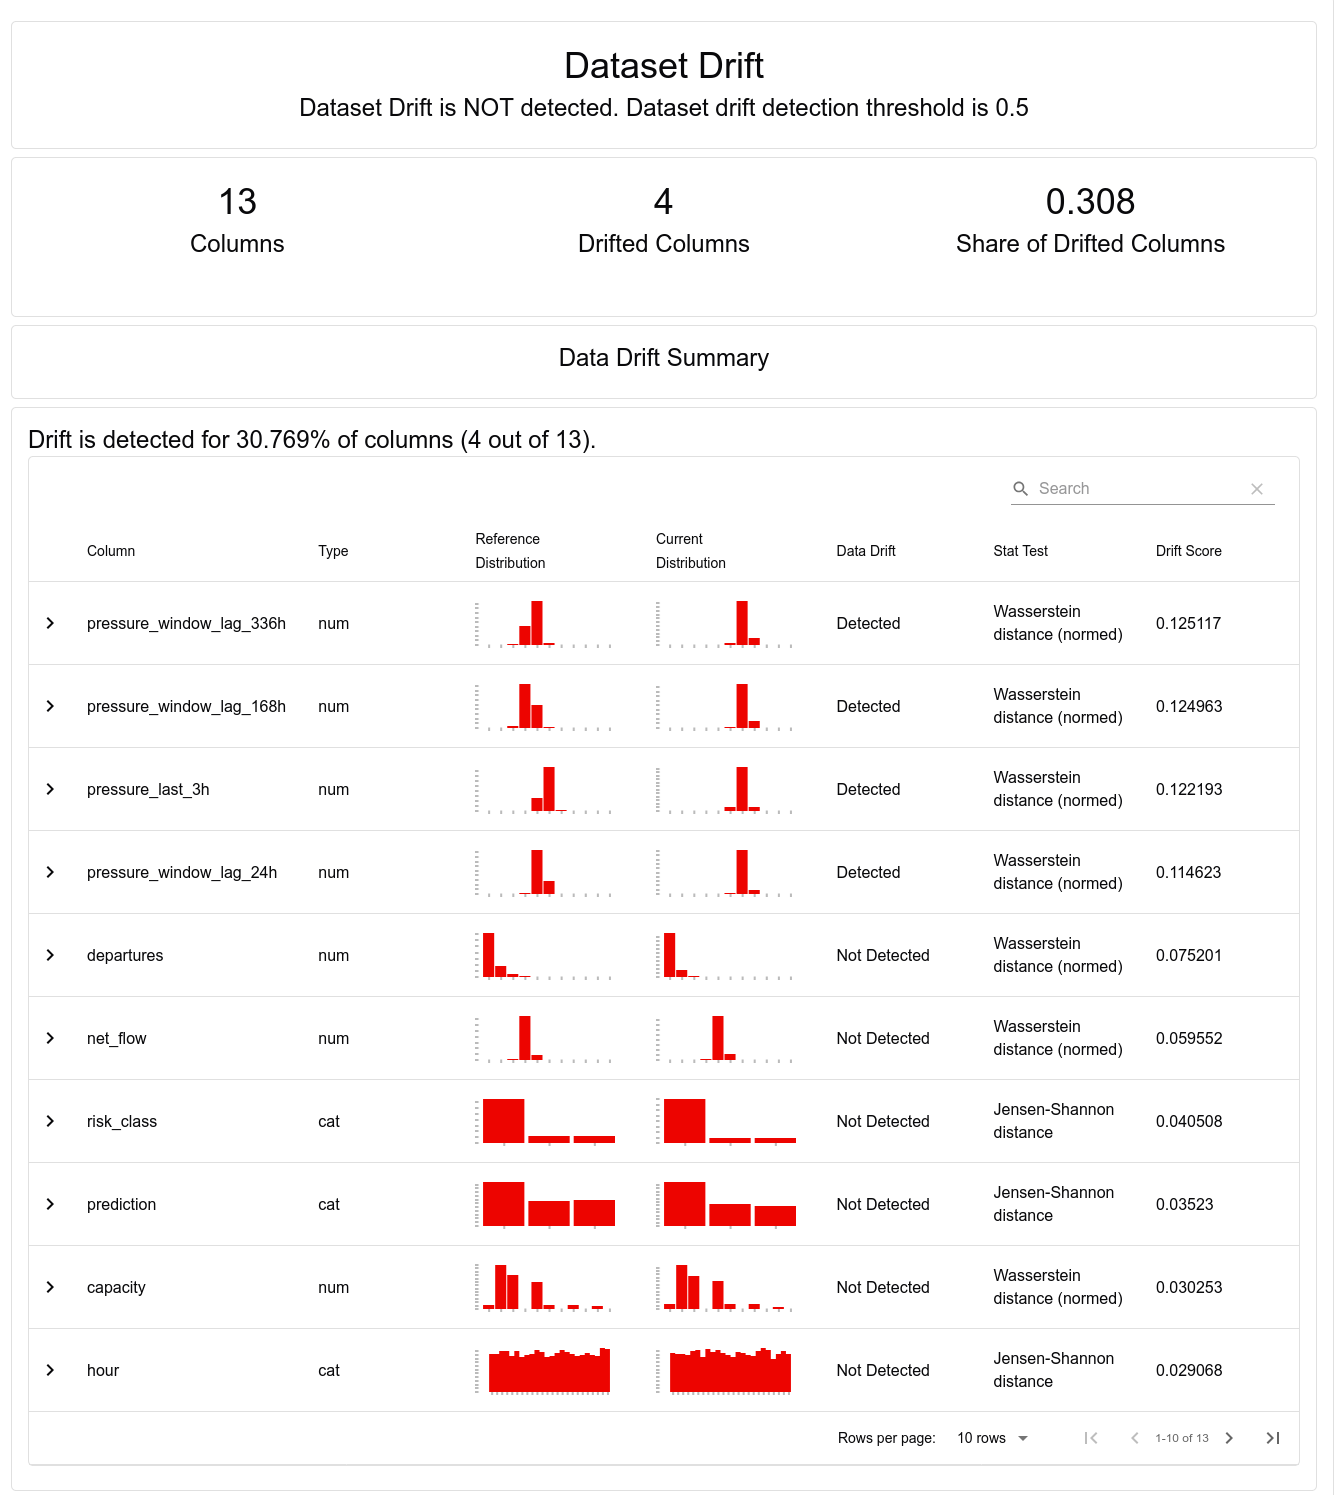 Dataset Drift
Dataset Drift is NOT detected. Dataset drift detection threshold is 0.5
13
Columns
4
Drifted Columns
0.308
Share of Drifted Columns
Data Drift Summary
Drift is detected for 30.769% of columns (4 out of 13).
Search
Column Type Reference Distribution Current Distribution Data Drift Stat Test Drift Score
pressure_window_lag_336h num Detected Wasserstein distance (normed) 0.125117
pressure_window_lag_168h num Detected Wasserstein distance (normed) 0.124963
pressure_last_3h num Detected Wasserstein distance (normed) 0.122193
pressure_window_lag_24h num Detected Wasserstein distance (normed) 0.114623
departures num Not Detected Wasserstein distance (normed) 0.075201
net_flow num Not Detected Wasserstein distance (normed) 0.059552
risk_class cat Not Detected Jensen-Shannon distance 0.040508
prediction cat Not Detected Jensen-Shannon distance 0.03523
capacity num Not Detected Wasserstein distance (normed) 0.030253
hour cat Not Detected Jensen-Shannon distance 0.029068
Rows per page: 10 rows 1-10 of 13